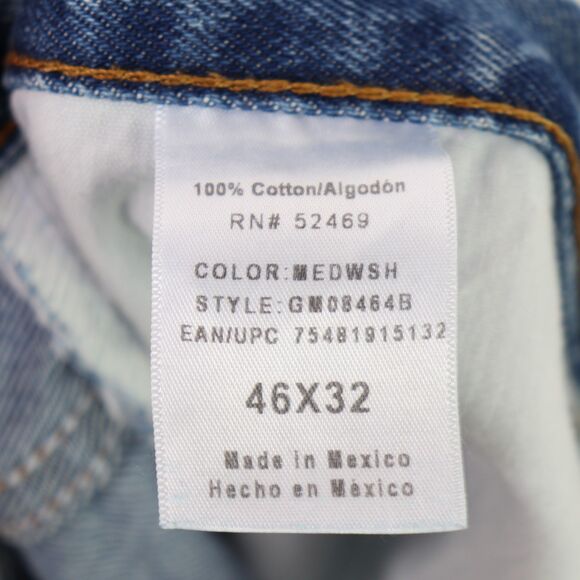 100% Cotton/Algodón
RN# 52469
COLOR:MEDWSH
STYLE:GM08464B
EAN/UPC 75481915132
46X32
Made in Mexico
Hecho en México